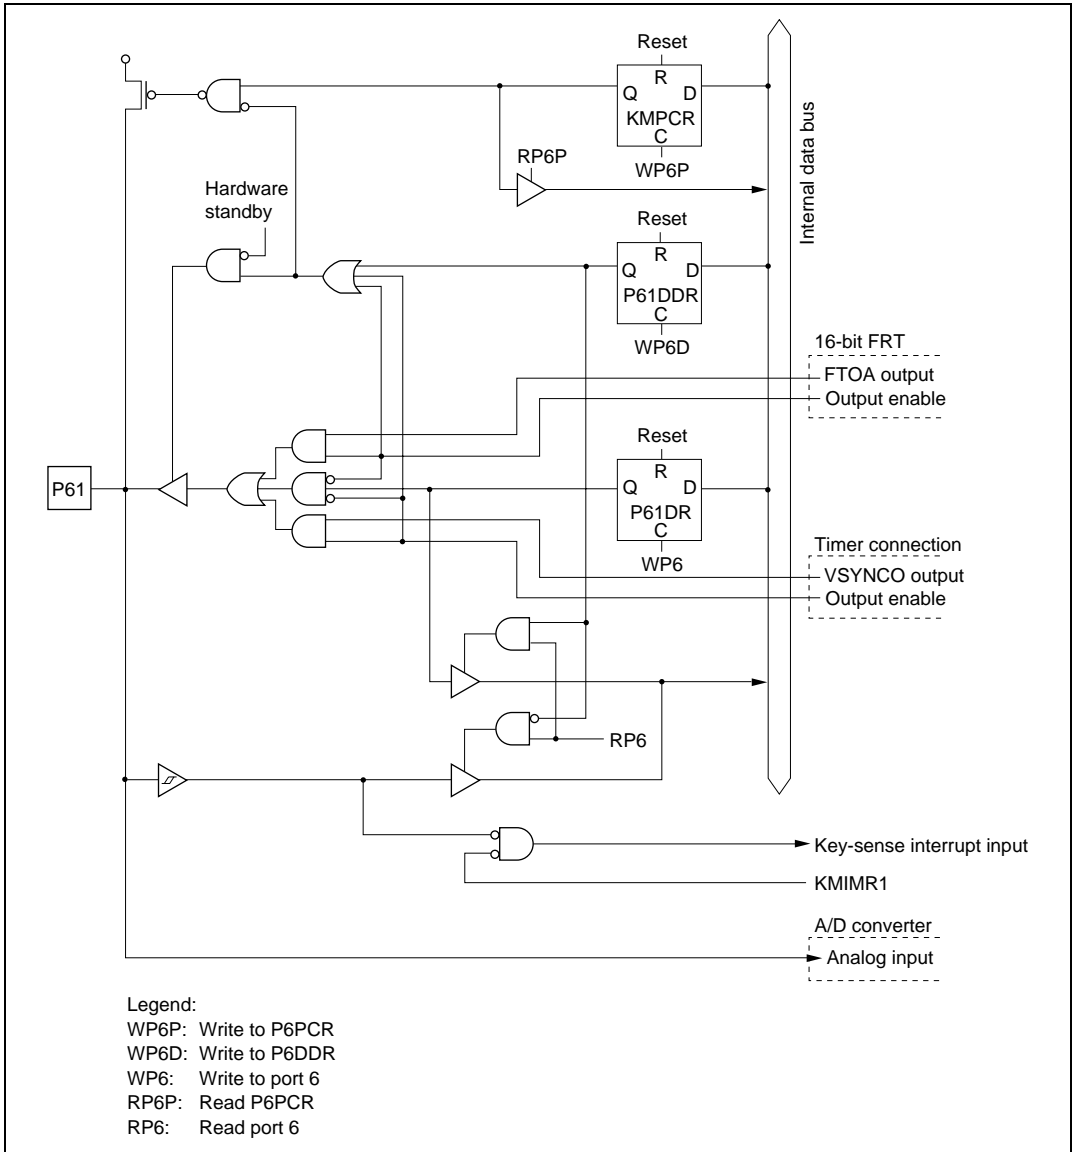 Reset
R
Q D
KMPCR
C
WP6P
RP6P
Internal data bus
Hardware
standby
Reset
R
Q D
P61DDR
C
WP6D
16-bit FRT
FTOA output
Output enable
Reset
R
Q D
P61DR
C
WP6
P61
Timer connection
VSYNCO output
Output enable
RP6
Key-sense interrupt input
KMIMR1
A/D converter
Analog input
Legend:
WP6P: Write to P6PCR
WP6D: Write to P6DDR
WP6: Write to port 6
RP6P: Read P6PCR
RP6: Read port 6